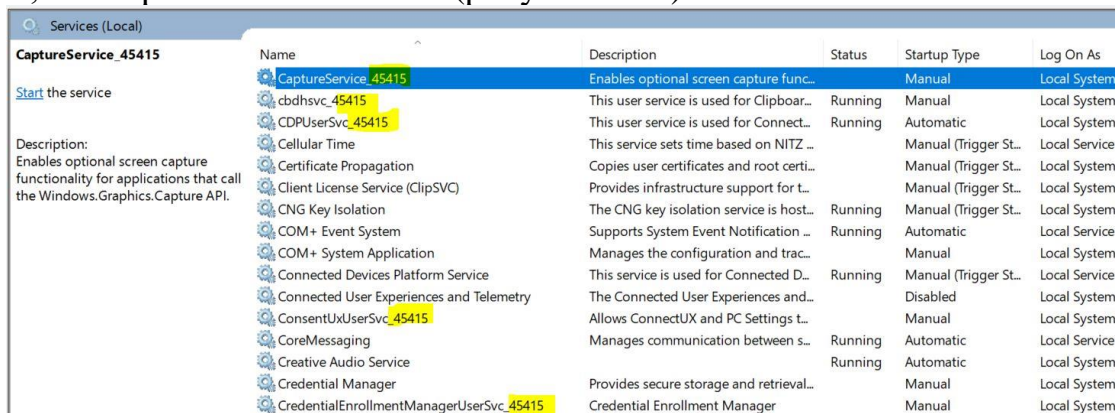 Services (Local)
CaptureService_45415
Start the service
Description:
Enables optional screen capture
functionality for applications that call
the Windows.Graphics.Capture API.
Name Description Status Startup Type Log On As
CaptureService_45415 Enables optional screen capture func... Manual Local System
cbdhsvc_45415 This user service is used for Clipboar... Running Manual Local System
CDPUserSvc_45415 This user service is used for Connect... Running Automatic Local System
Cellular Time This service sets time based on NITZ ... Manual (Trigger St... Local Service
Certificate Propagation Copies user certificates and root certi... Manual (Trigger St... Local System
Client License Service (ClipSVC) Provides infrastructure support for t... Manual (Trigger St... Local System
CNG Key Isolation The CNG key isolation service is host... Running Manual (Trigger St... Local System
COM+ Event System Supports System Event Notification ... Running Automatic Local Service
COM+ System Application Manages the configuration and trac... Manual Local System
Connected Devices Platform Service This service is used for Connected D... Running Manual (Trigger St... Local Service
Connected User Experiences and Telemetry The Connected User Experiences and... Disabled Local System
ConsentUxUserSvc_45415 Allows ConnectUX and PC Settings t... Manual Local System
CoreMessaging Manages communication between s... Running Automatic Local Service
Creative Audio Service Running Automatic Local System
Credential Manager Provides secure storage and retrieval... Manual Local System
CredentialEnrollmentManagerUserSvc_45415 Credential Enrollment Manager Manual Local System